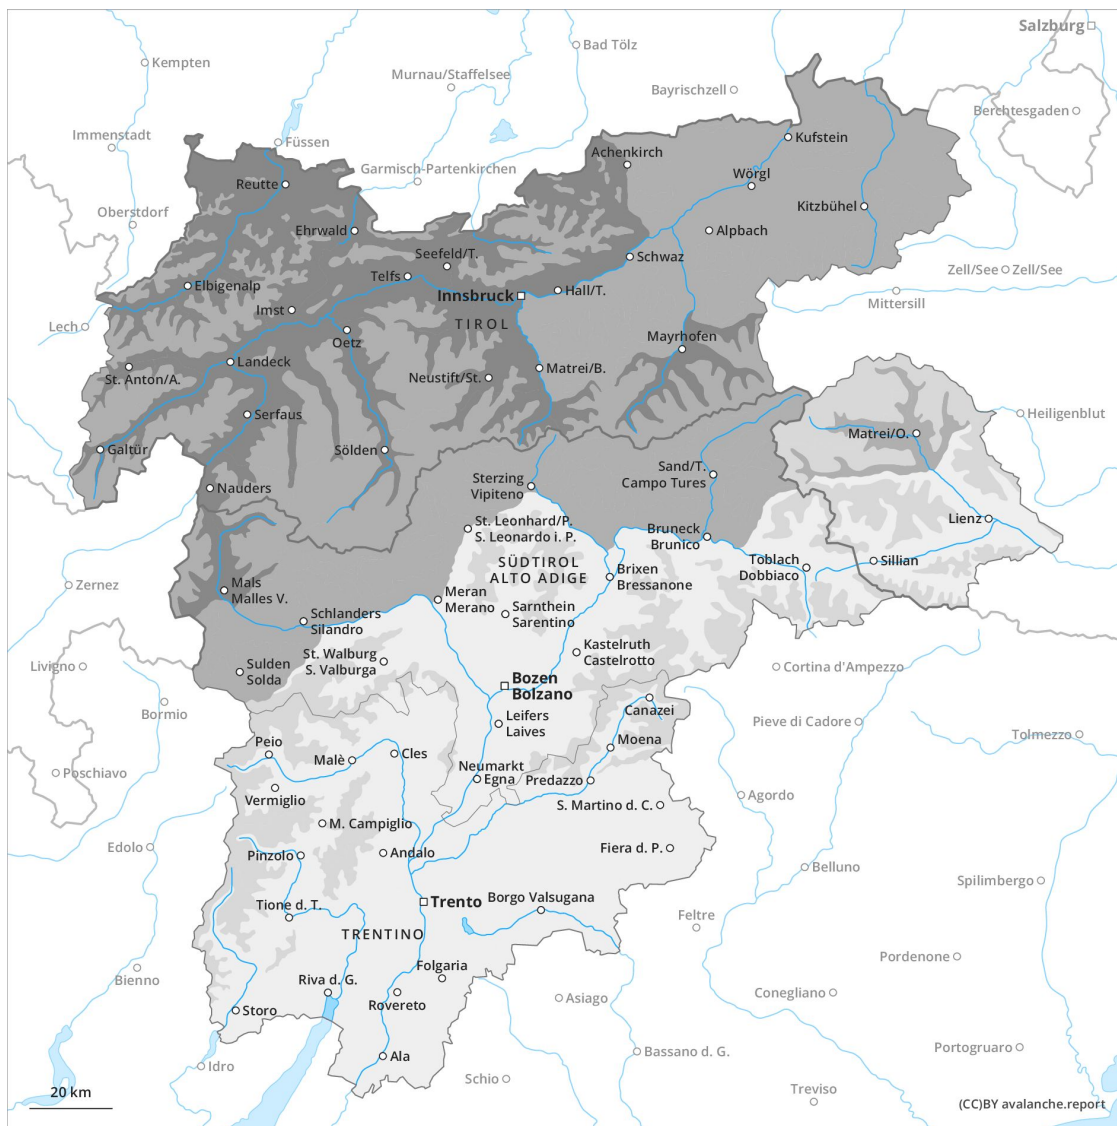 Salzburg
Bad Tölz
Kempten
Murnau/Staffelsee
Bayrischzell
Berchtesgaden
Immenstadt
Füssen
Kufstein
Achenkirch
Garmisch-Partenkirchen
Wörgl
Reutte
Oberstdorf
Kitzbühel
Ehrwald
Alpbach
Seefeld/T.
Schwaz
Telfs
Zell/See
Zell/See
Elbigenalp
Hall/T.
Innsbruck
Mittersill
Imst
TIROL
Lech
Oetz
Mayrhofen
Landeck
Matrei/B.
St. Anton/A.
Neustift/St.
Serfaus
Heiligenblut
Matrei/O.
Galtür
Sölden
Sand/T.
Campo Tures
Sterzing
Vipiteno
Nauders
Lienz
St. Leonhard/P.
S. Leonardo i. P.
Bruneck
Brunico
SÜDTIROL
ALTO ADIGE
Toblach
Dobbiaco
Sillian
Brixen
Bressanone
Zernez
Mals
Malles V.
Meran
Merano
Sarnthein
Sarentino
Schlanders
Silandro
Kastelruth
Castelrotto
St. Walburg
S. Valburga
Livigno
Sulden
Solda
Cortina d'Ampezzo
Bozen
Bolzano
Bormio
Canazei
Leifers
Laives
Pieve di Cadore
Tolmezzo
Peio
Malè
Cles
Moena
Poschiavo
Neumarkt
Egna
Predazzo
Vermiglio
Agordo
S. Martino d. C.
M. Campiglio
Edolo
Pinzolo
Andalo
Fiera d. P.
Belluno
Spilimbergo
Trento
Borgo Valsugana
Tione d. T.
Feltre
TRENTINO
Pordenone
Bienno
Folgaria
Riva d. G.
Rovereto
Asiago
Conegliano
Storo
Ala
Bassano d. G.
Portogruaro
Idro
Schio
Treviso
20 km
(CC)BY avalanche.report